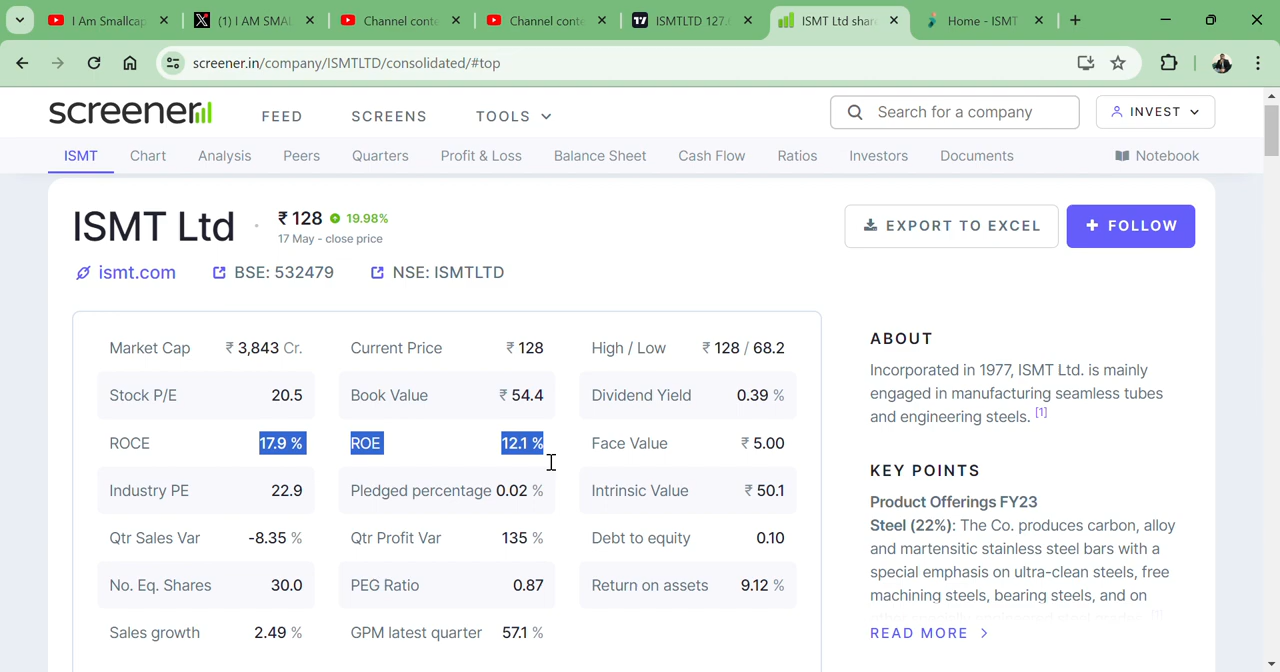 I Am Smallca
(1) I AM SMAL
Channel conte
Channel conte
ISMTLTD 127.
ISMT Ltd shar
Home - ISMT
screener.in/company/ISMTLTD/consolidated/#top
screener
FEED
SCREENS
TOOLS
Search for a company
INVEST
ISMT
Chart
Analysis
Peers
Quarters
Profit & Loss
Balance Sheet
Cash Flow
Ratios
Investors
Documents
Notebook
ISMT Ltd
₹ 128 19.98%
17 May - close price
EXPORT TO EXCEL
+ FOLLOW
ismt.com
BSE: 532479
NSE: ISMTLTD
Market Cap ₹ 3,843 Cr.
Current Price ₹ 128
High / Low ₹ 128 / 68.2
Stock P/E 20.5
Book Value ₹ 54.4
Dividend Yield 0.39 %
ROCE 17.9 %
ROE 12.1 %
Face Value ₹ 5.00
Industry PE 22.9
Pledged percentage 0.02 %
Intrinsic Value ₹ 50.1
Qtr Sales Var -8.35 %
Qtr Profit Var 135 %
Debt to equity 0.10
No. Eq. Shares 30.0
PEG Ratio 0.87
Return on assets 9.12 %
Sales growth 2.49 %
GPM latest quarter 57.1 %
ABOUT
Incorporated in 1977, ISMT Ltd. is mainly
engaged in manufacturing seamless tubes
and engineering steels. [1]
KEY POINTS
Product Offerings FY23
Steel (22%): The Co. produces carbon, alloy
and martensitic stainless steel bars with a
special emphasis on ultra-clean steels, free
machining steels, bearing steels, and on
READ MORE